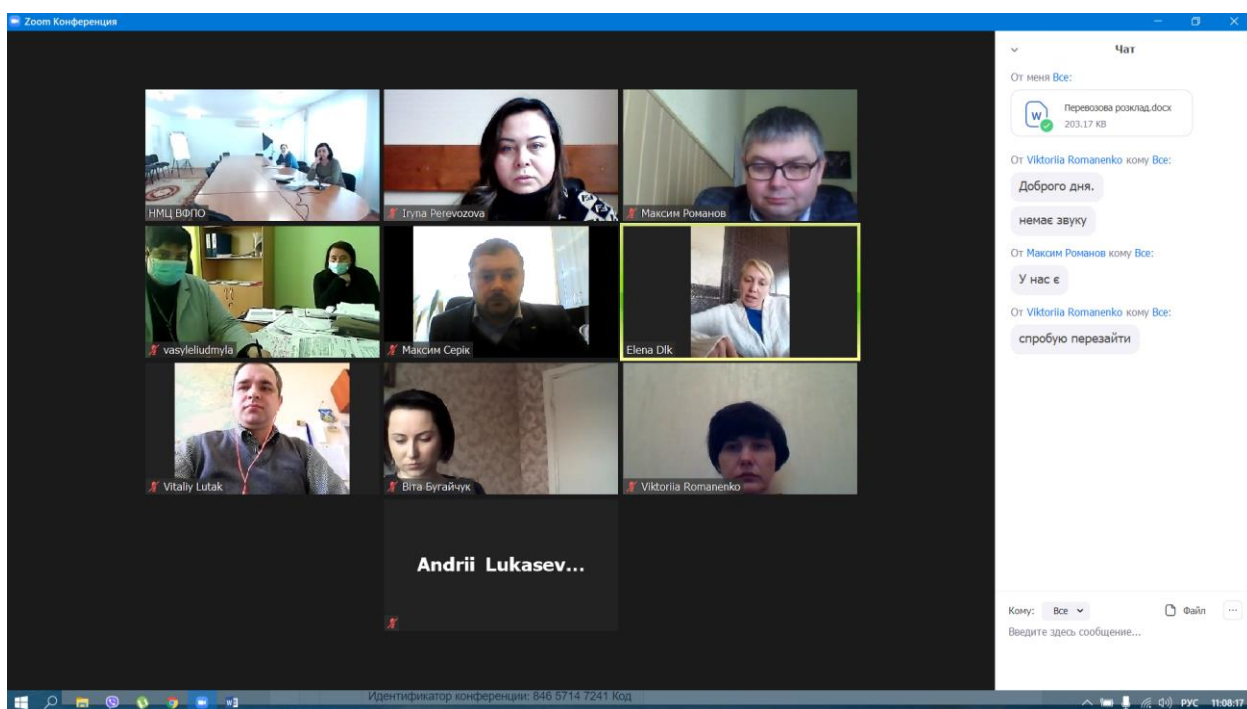 Zoom Конференция
НМЦ ВФПО
Iryna Perevozova
Максим Романов
vasyleliudmyla
Максим Серік
Elena Dlk
Vitaliy Lutak
Віта Бугайчук
Viktoriia Romanenko
Andrii Lukasev...
Чат
От меня Все:
Перевозова розклад.docx
203.17 KB
От Viktoriia Romanenko кому Все:
Доброго дня.
немає звуку
От Максим Романов кому Все:
У нас є
От Viktoriia Romanenko кому Все:
спробую перезайти
Кому: Все Файл ...
Введите здесь сообщение...
Идентификатор конференции: 846 5714 7241 Код
РУС 11:08:17